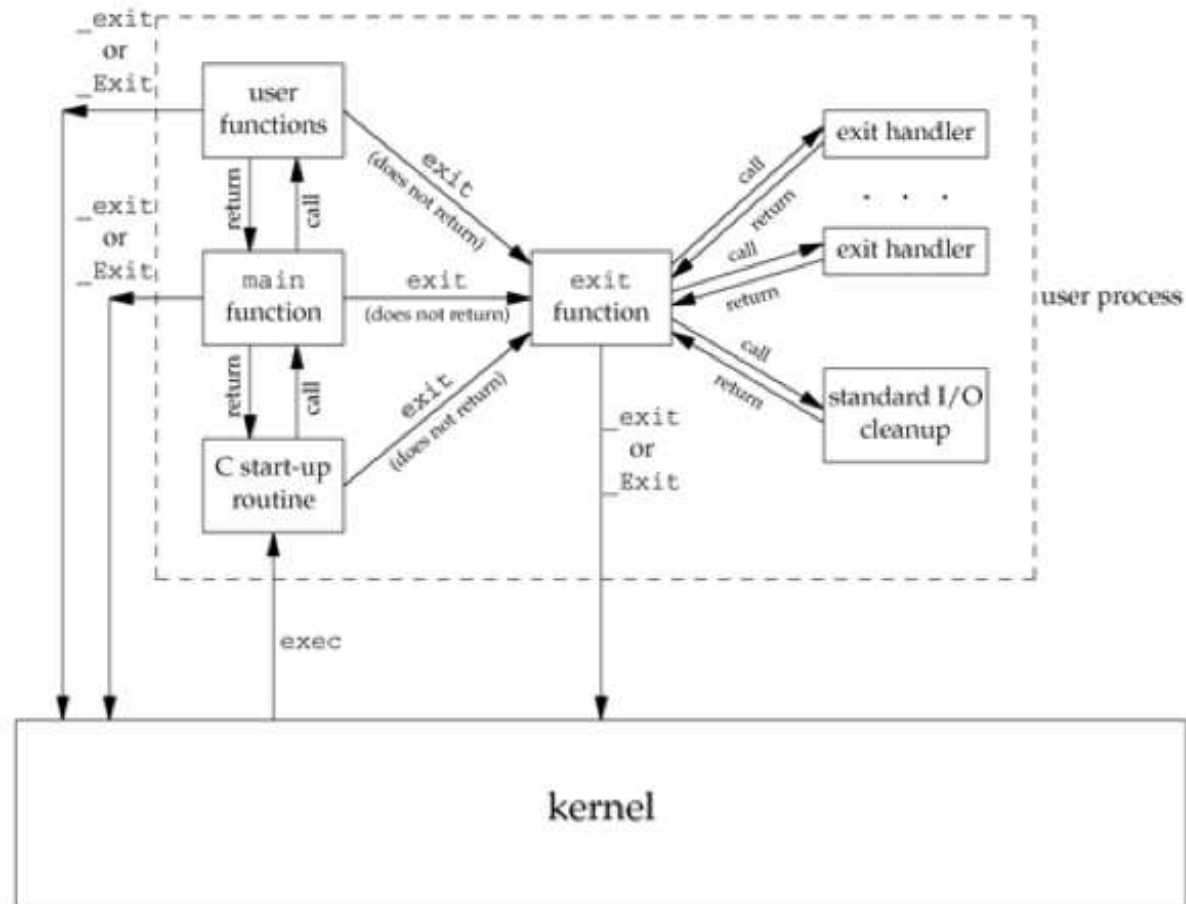 _exit
or
_Exit
user
functions
exit
(does not return)
call
return
exit handler
. . .
return
call
_exit
or
_Exit
main
function
exit
(does not return)
exit
function
call
return
exit handler
user process
return
call
exit
(does not return)
call
return
standard I/O
cleanup
C start-up
routine
_exit
or
_Exit
exec
kernel